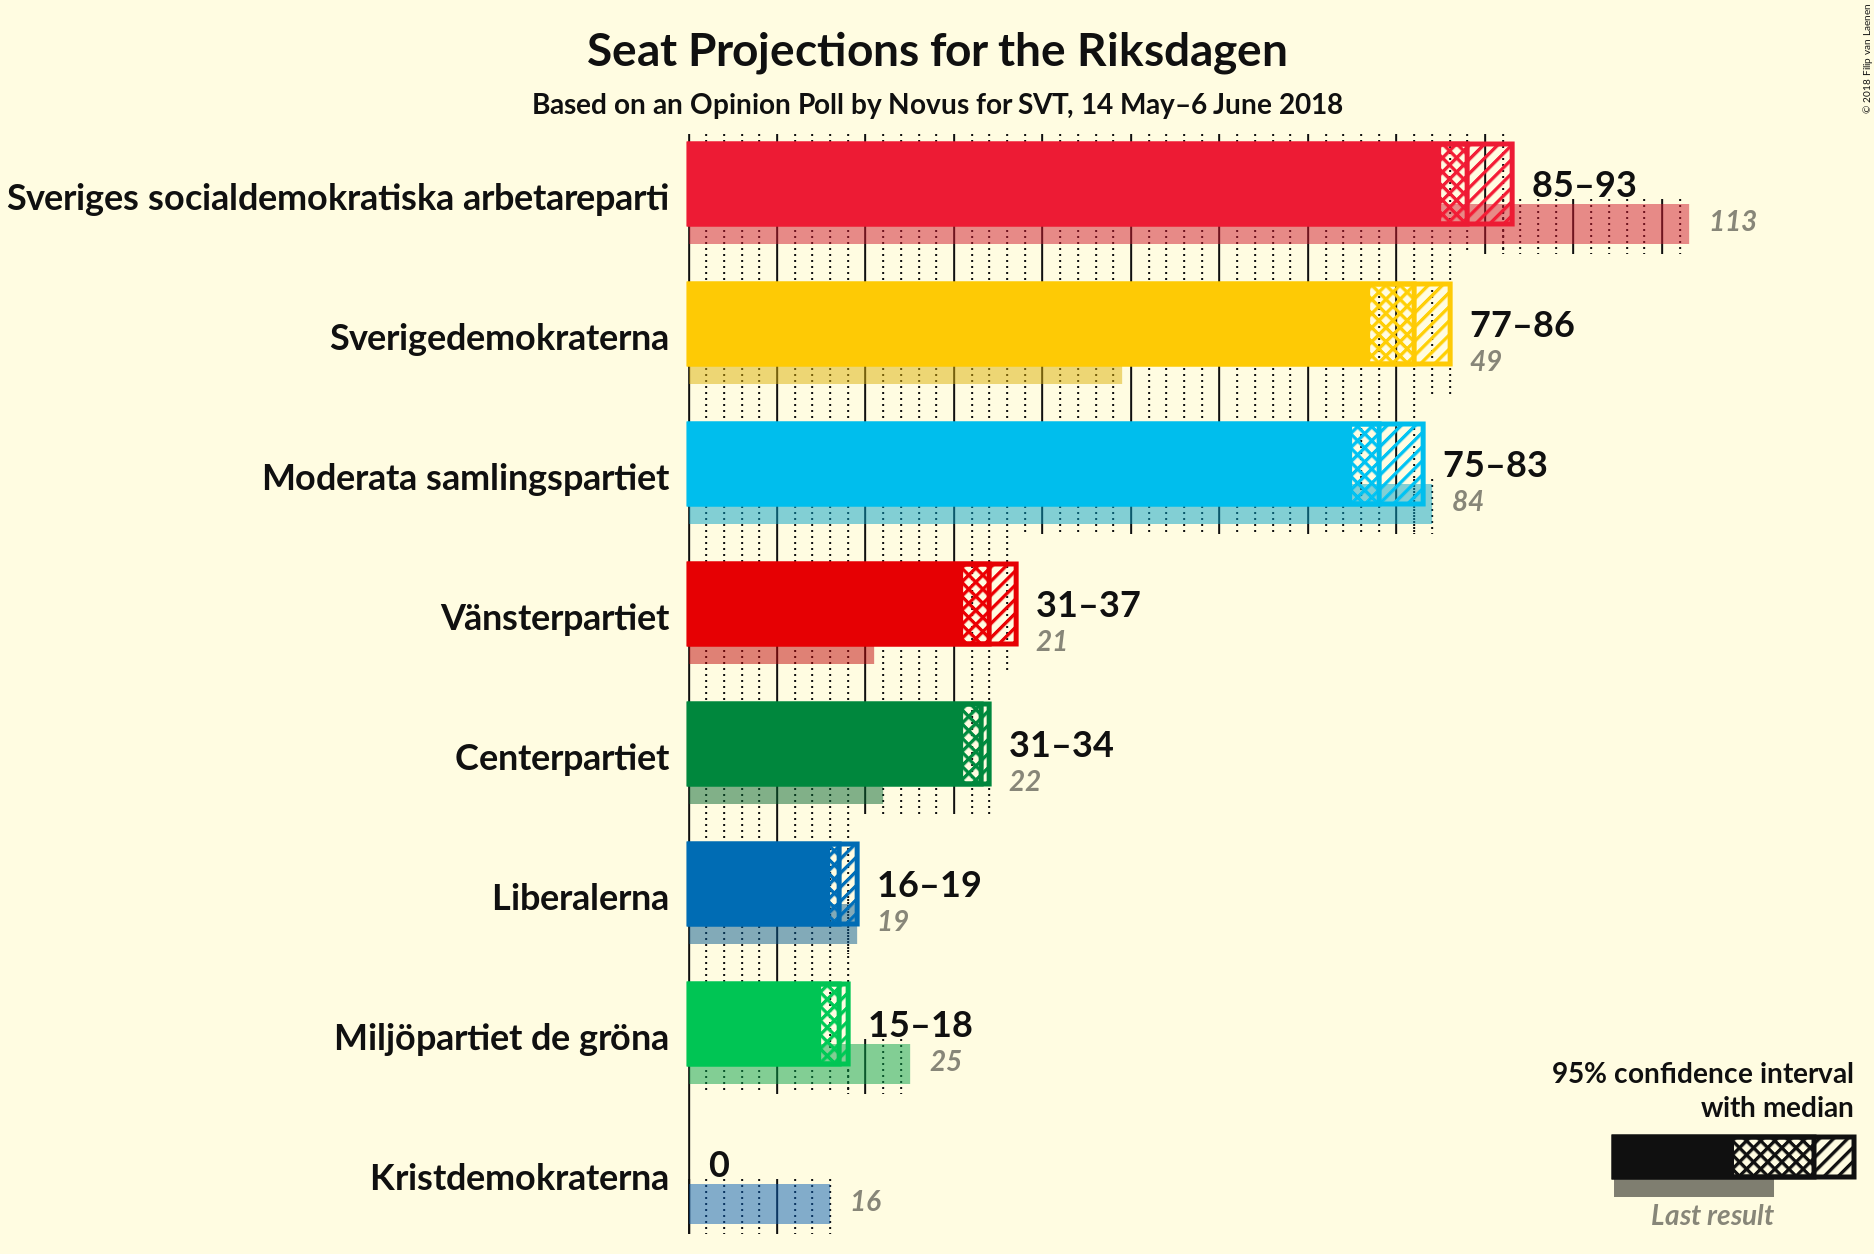 Seat Projections for the Riksdagen
Based on an Opinion Poll by Novus for SVT, 14 May–6 June 2018
© 2018 Filip van Laenen
Sveriges socialdemokratiska arbetareparti
85–93
113
Sverigedemokraterna
77–86
49
Moderata samlingspartiet
75–83
84
Vänsterpartiet
31–37
21
Centerpartiet
31–34
22
Liberalerna
16–19
19
Miljöpartiet de gröna
15–18
25
Kristdemokraterna
0
16
95% confidence interval
with median
Last result